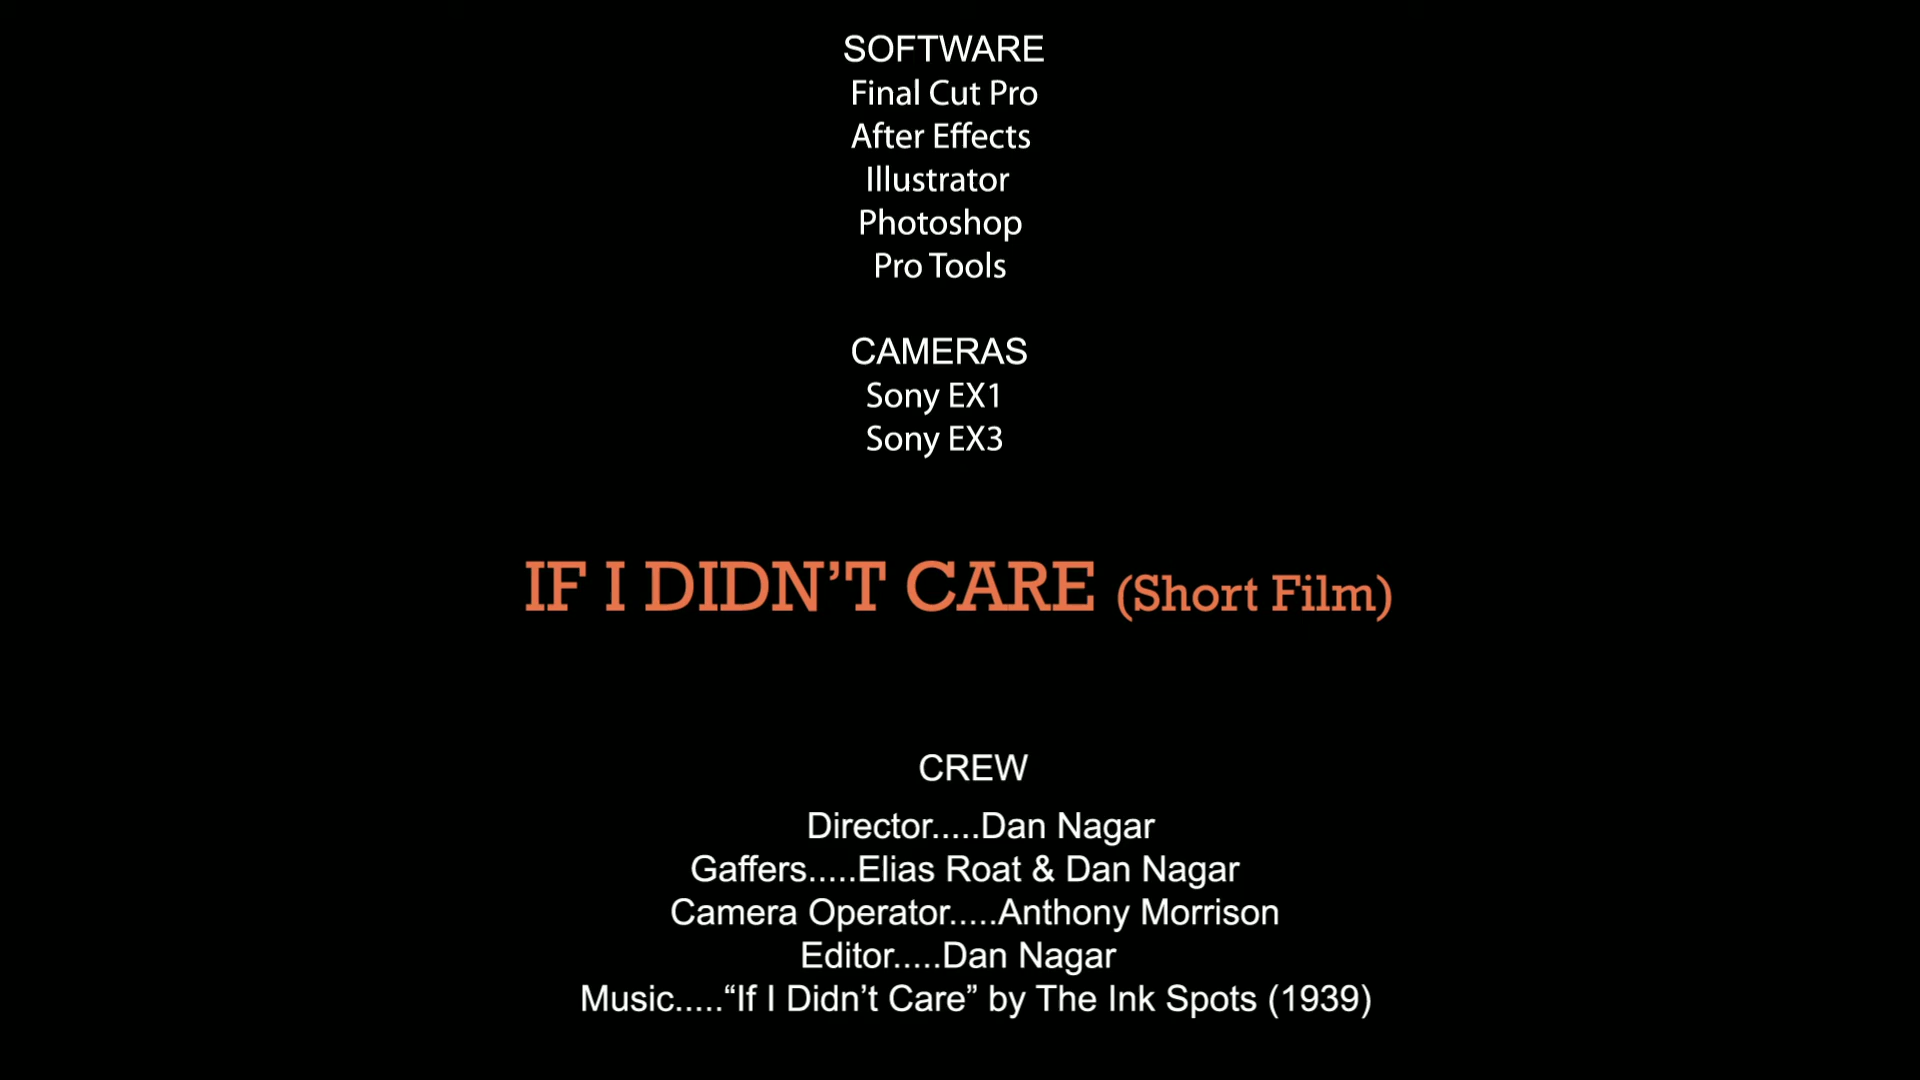 SOFTWARE
Final Cut Pro
After Effects
Illustrator
Photoshop
Pro Tools
CAMERAS
Sony EX1
Sony EX3
IF I DIDN’T CARE (Short Film)
CREW
Director.....Dan Nagar
Gaffers.....Elias Roat & Dan Nagar
Camera Operator.....Anthony Morrison
Editor.....Dan Nagar
Music.....“If I Didn’t Care” by The Ink Spots (1939)